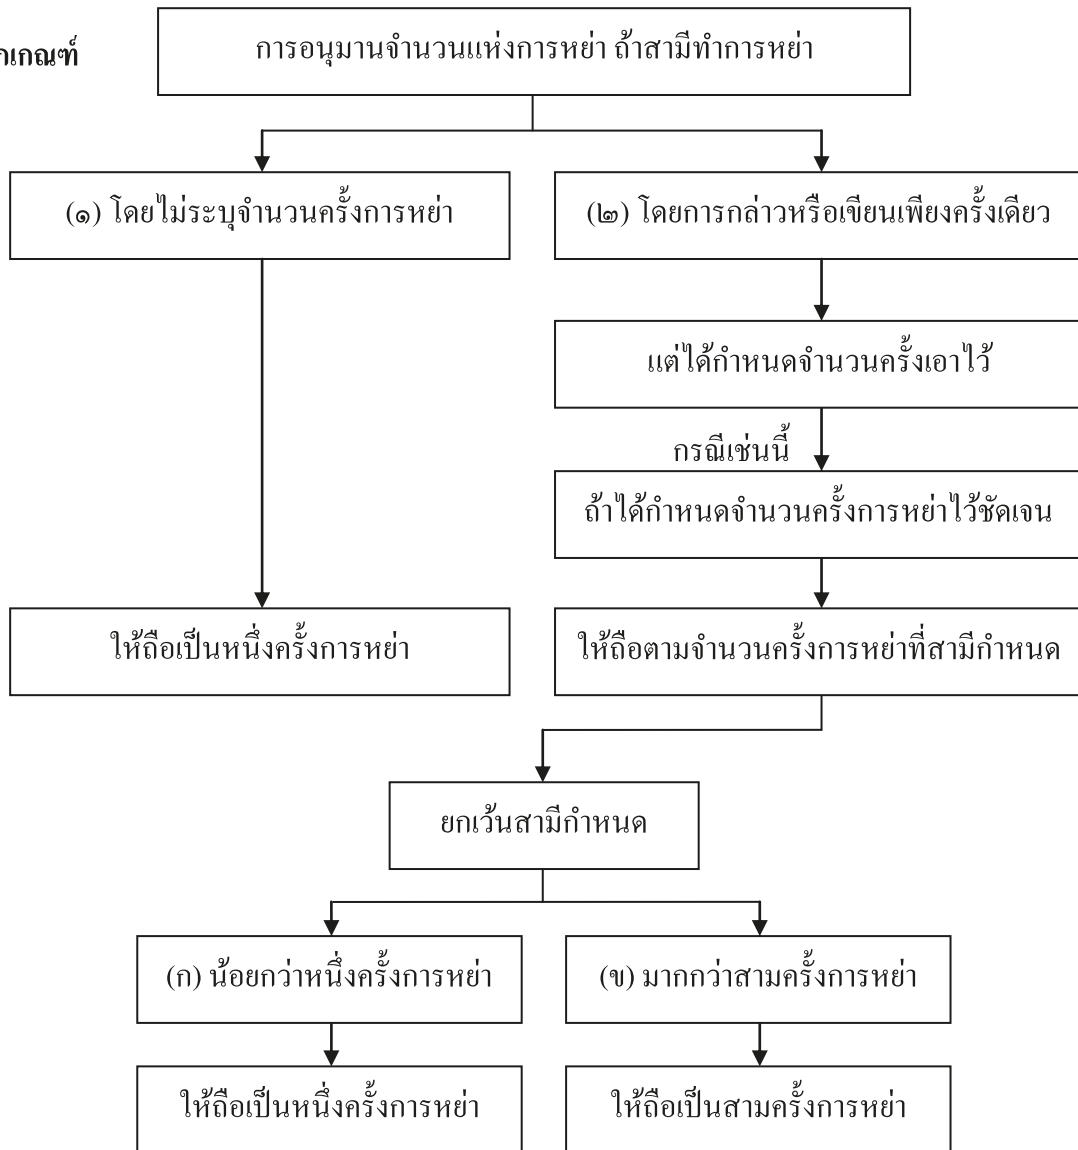 การอนุมานจำนวนแห่งการหย่า ถ้าสามีทำการหย่า
(๑) โดยไม่ระบุจำนวนครั้งการหย่า
(๒) โดยการกล่าวหรือเขียนเพียงครั้งเดียว
แต่ได้กำหนดจำนวนครั้งเอาไว้
กรณีเช่นนี้
ถ้าได้กำหนดจำนวนครั้งการหย่าไว้ชัดเจน
ให้ถือเป็นหนึ่งครั้งการหย่า
ให้ถือตามจำนวนครั้งการหย่าที่สามีกำหนด
ยกเว้นสามีกำหนด
(ก) น้อยกว่าหนึ่งครั้งการหย่า
(ข) มากกว่าสามครั้งการหย่า
ให้ถือเป็นหนึ่งครั้งการหย่า
ให้ถือเป็นสามครั้งการหย่า